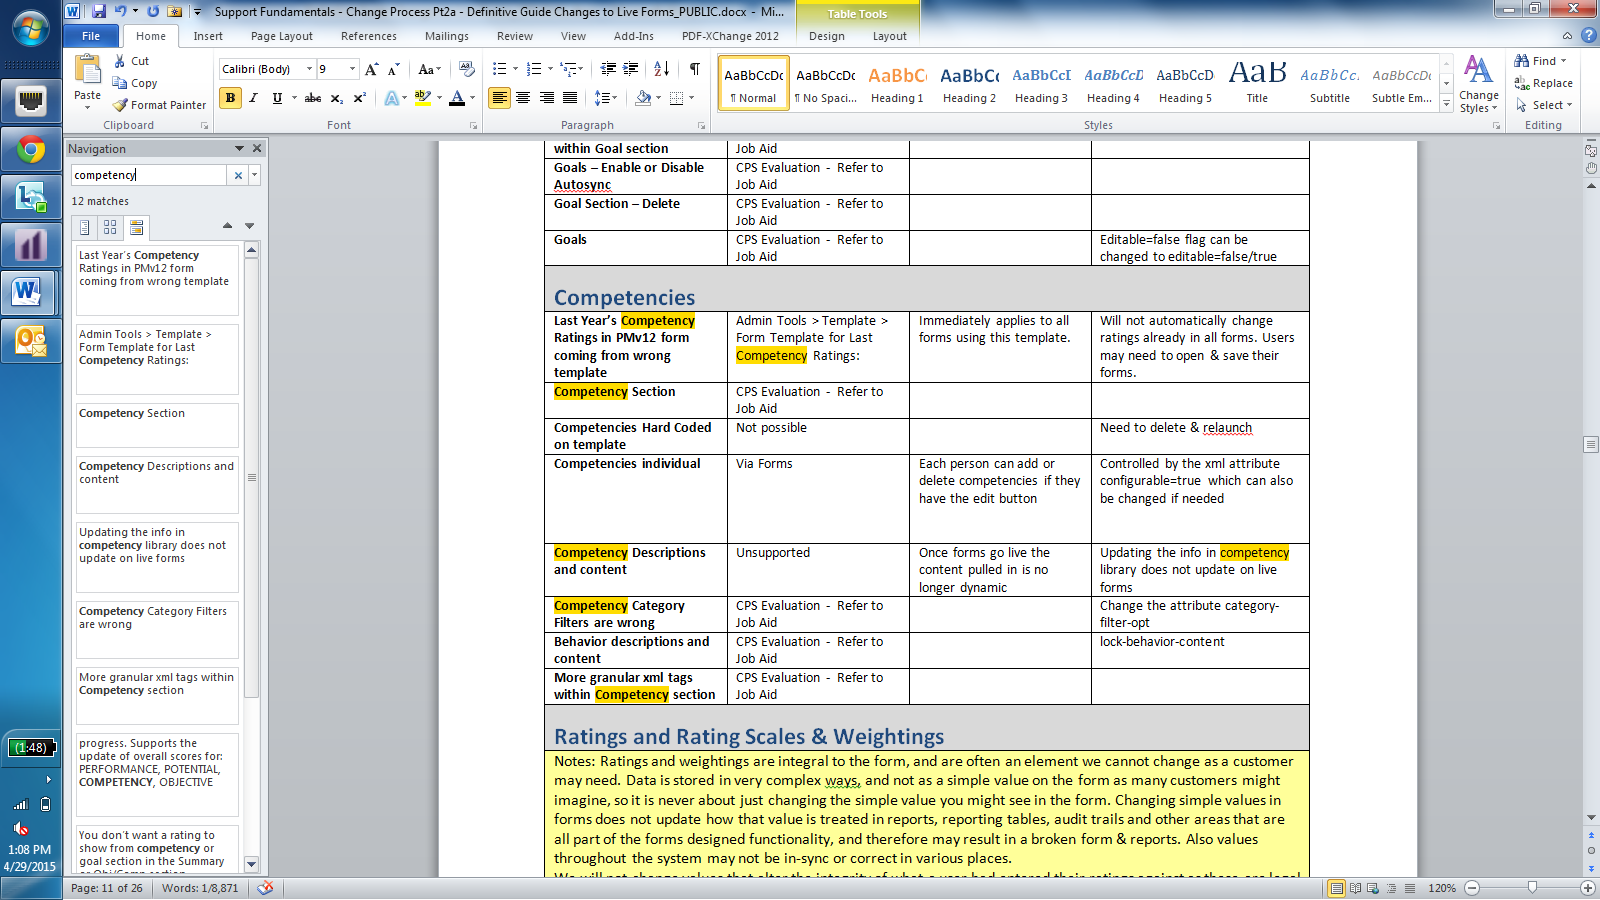 Support Fundamentals - Change Process Pt2a - Definitive Guide Changes to Live Forms_PUBLIC.docx - Mi...
Table Tools
File
Home
Insert
Page Layout
References
Mailings
Review
View
Add-Ins
PDF-XChange 2012
Design
Layout
Paste
Cut
Copy
Format Painter
Clipboard
Calibri (Body)
9
Font
Paragraph
AaBbCcDc
¶ Normal
AaBbCcDc
¶ No Spaci...
AaBbC
Heading 1
AaBbCc
Heading 2
AaBbCcI
Heading 3
AaBbCcD
Heading 4
AaBbCcD
Heading 5
AaB
Title
AaBbCc.
Subtitle
AaBbCcD
Subtle Em...
Change
Styles
Styles
Find
Replace
Select
Editing
Navigation
competency
12 matches
Last Year's Competency
Ratings in PMv12 form
coming from wrong template
Admin Tools > Template >
Form Template for Last
Competency Ratings:
Competency Section
Competency Descriptions and
content
Updating the info in
competency library does not
update on live forms
Competency Category Filters
are wrong
More granular xml tags within
Competency section
progress. Supports the
update of overall scores for:
PERFORMANCE, POTENTIAL,
COMPETENCY, OBJECTIVE
You don't want a rating to
show from competency or
goal section in the Summary
or Obj/Comp section
within Goal section
Job Aid
Goals – Enable or Disable
Autosync
CPS Evaluation - Refer to
Job Aid
Goal Section – Delete
CPS Evaluation - Refer to
Job Aid
Goals
CPS Evaluation - Refer to
Job Aid
Editable=false flag can be
changed to editable=false/true
Competencies
Last Year's Competency
Ratings in PMv12 form
coming from wrong
template
Admin Tools > Template >
Form Template for Last
Competency Ratings:
Immediately applies to all
forms using this template.
Will not automatically change
ratings already in all forms. Users
may need to open & save their
forms.
Competency Section
CPS Evaluation - Refer to
Job Aid
Competencies Hard Coded
on template
Not possible
Need to delete & relaunch
Competencies individual
Via Forms
Each person can add or
delete competencies if they
have the edit button
Controlled by the xml attribute
configurable=true which can also
be changed if needed
Competency Descriptions
and content
Unsupported
Once forms go live the
content pulled in is no
longer dynamic
Updating the info in competency
library does not update on live
forms
Competency Category
Filters are wrong
CPS Evaluation - Refer to
Job Aid
Change the attribute category-
filter-opt
Behavior descriptions and
content
CPS Evaluation - Refer to
Job Aid
lock-behavior-content
More granular xml tags
within Competency section
CPS Evaluation - Refer to
Job Aid
Ratings and Rating Scales & Weightings
Notes: Ratings and weightings are integral to the form, and are often an element we cannot change as a customer
may need. Data is stored in very complex ways, and not as a simple value on the form as many customers might
imagine, so it is never about just changing the simple value you might see in the form. Changing simple values in
forms does not update how that value is treated in reports, reporting tables, audit trails and other areas that are
all part of the forms designed functionality, and therefore may result in a broken form & reports. Also values
throughout the system may not be in-sync or correct in various places.
(1:48)
1:08 PM
4/29/2015
Page: 11 of 26
Words: 1/8,871
120%